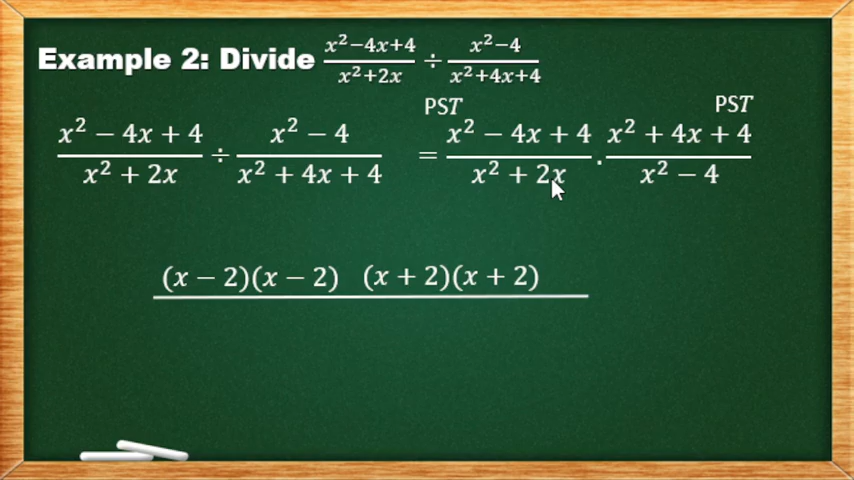 Example 2: Divide (x²−4x+4)/(x²+2x) ÷ (x²−4)/(x²+4x+4)
PST PST
(x² − 4x + 4)/(x² + 2x) ÷ (x² − 4)/(x² + 4x + 4) = (x² − 4x + 4)/(x² + 2x) . (x² + 4x + 4)/(x² − 4)
(x − 2)(x − 2) (x + 2)(x + 2)